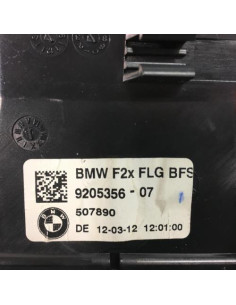 BMW F2x FLG BFS
9205356 - 07
507890
DE 12-03-12 12:01:00